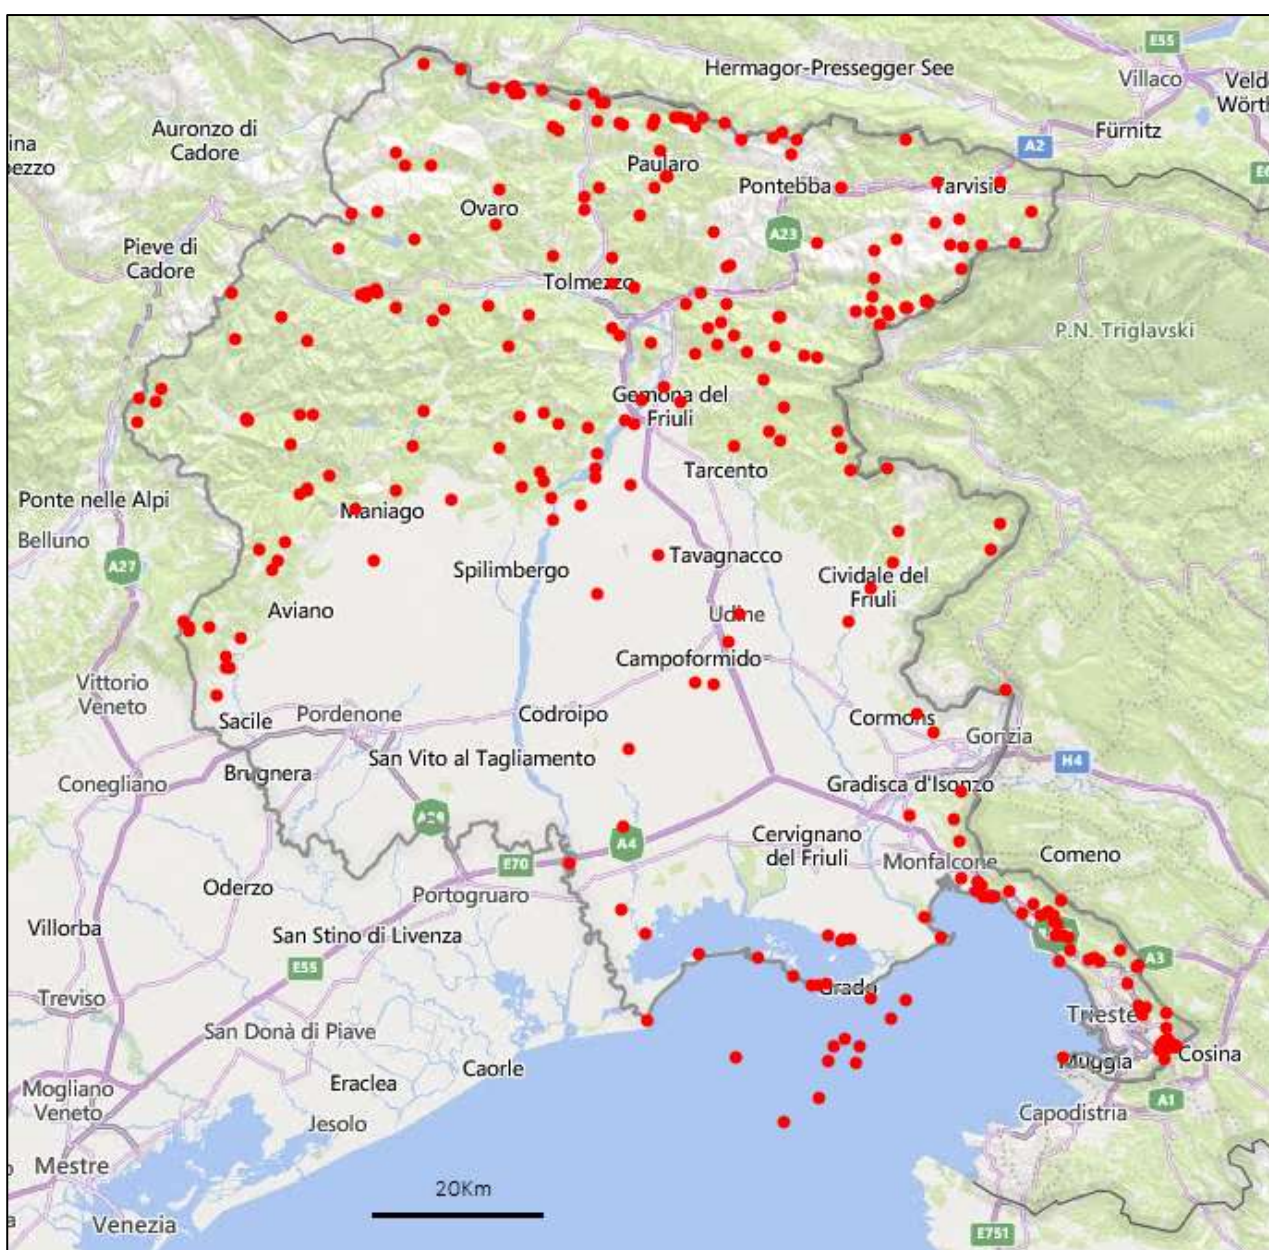 E55
Hermagor-Pressegger See
Villaco
Auronzo di
Cadore
A2
Fürnitz
Paularo
Pontebba
Tarvisio
Ovaro
A23
Pieve di
Cadore
Tolmezzo
P.N. Triglavski
Gemona del
Friuli
Tarcento
Ponte nelle Alpi
Maniago
Belluno
A27
Spilimbergo
Tavagnacco
Cividale del
Friuli
Aviano
Udine
Campoformido
Vittorio
Veneto
Sacile
Pordenone
Codroipo
Cormons
Gorizia
H4
Conegliano
Brugnera
San Vito al Tagliamento
Gradisca d'Isonzo
A28
A4
Cervignano
del Friuli
E70
Monfalcone
Comeno
Oderzo
Portogruaro
Villorba
San Stino di Livenza
E55
A3
Treviso
Grado
San Donà di Piave
Trieste
Caorle
Muggia
Cosina
Mogliano
Veneto
Eraclea
Jesolo
Capodistria
A1
Mestre
20Km
Venezia
E751